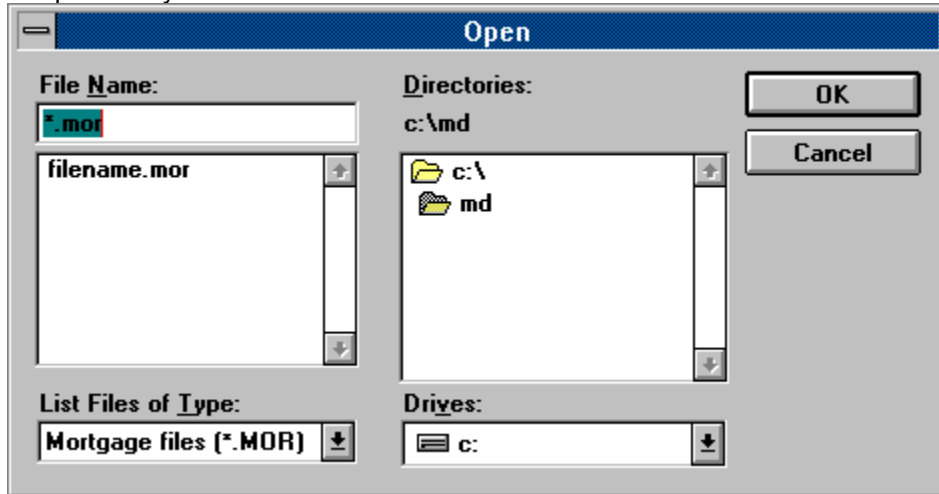 Open
File Name:
*.mor
filename.mor
List Files of Type:
Mortgage files (*.MOR)
Directories:
c:\md
c:\
md
Drives:
c:
OK
Cancel